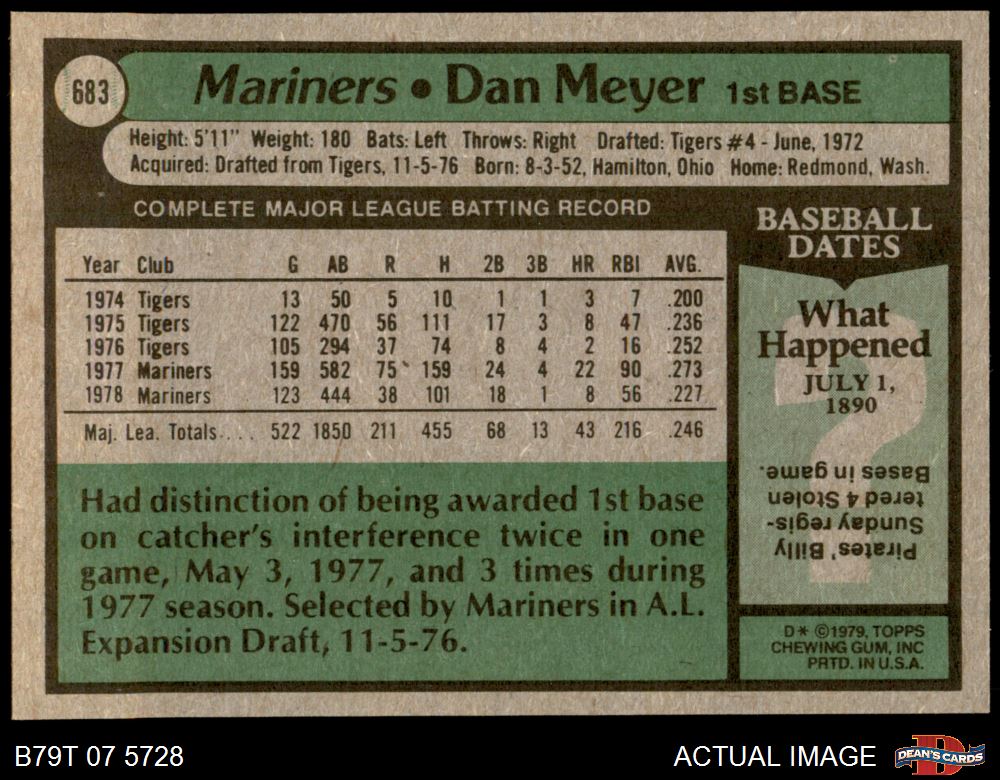 683
Mariners • Dan Meyer 1st BASE
Height: 5'11" Weight: 180 Bats: Left Throws: Right Drafted: Tigers #4 - June, 1972
Acquired: Drafted from Tigers, 11-5-76 Born: 8-3-52, Hamilton, Ohio Home: Redmond, Wash.
COMPLETE MAJOR LEAGUE BATTING RECORD
Year Club G AB R H 2B 3B HR RBI AVG.
1974 Tigers 13 50 5 10 1 1 3 7 .200
1975 Tigers 122 470 56 111 17 3 8 47 .236
1976 Tigers 105 294 37 74 8 4 2 16 .252
1977 Mariners 159 582 75 159 24 4 22 90 .273
1978 Mariners 123 444 38 101 18 1 8 56 .227
Maj. Lea. Totals.... 522 1850 211 455 68 13 43 216 .246
Had distinction of being awarded 1st base
on catcher's interference twice in one
game, May 3, 1977, and 3 times during
1977 season. Selected by Mariners in A.L.
Expansion Draft, 11-5-76.
BASEBALL
DATES
?
What
Happened
JULY 1,
1890
Pirates' Billy
Sunday regis-
tered 4 Stolen
Bases in game.
D* ©1979, TOPPS
CHEWING GUM, INC
PRTD. IN U.S.A.
B79T 07 5728
ACTUAL IMAGE
D
DEAN'S CARDS